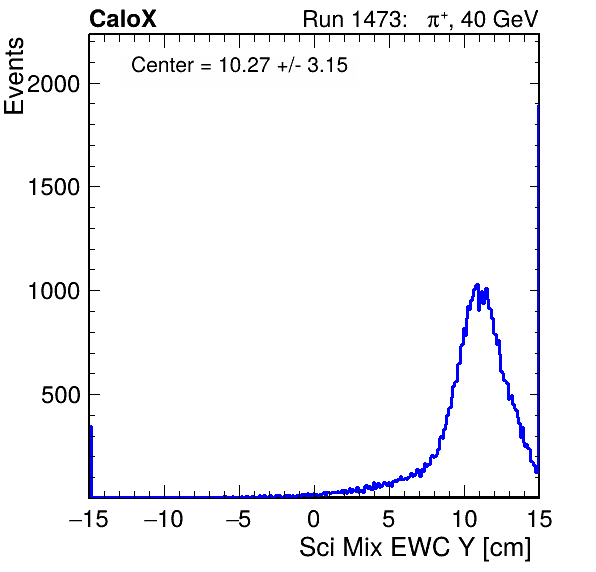 CaloX Run 1473: π⁺, 40 GeV
Center = 10.27 +/- 3.15
Events
2000
1500
1000
500
−15 −10 −5 0 5 10 15
Sci Mix EWC Y [cm]